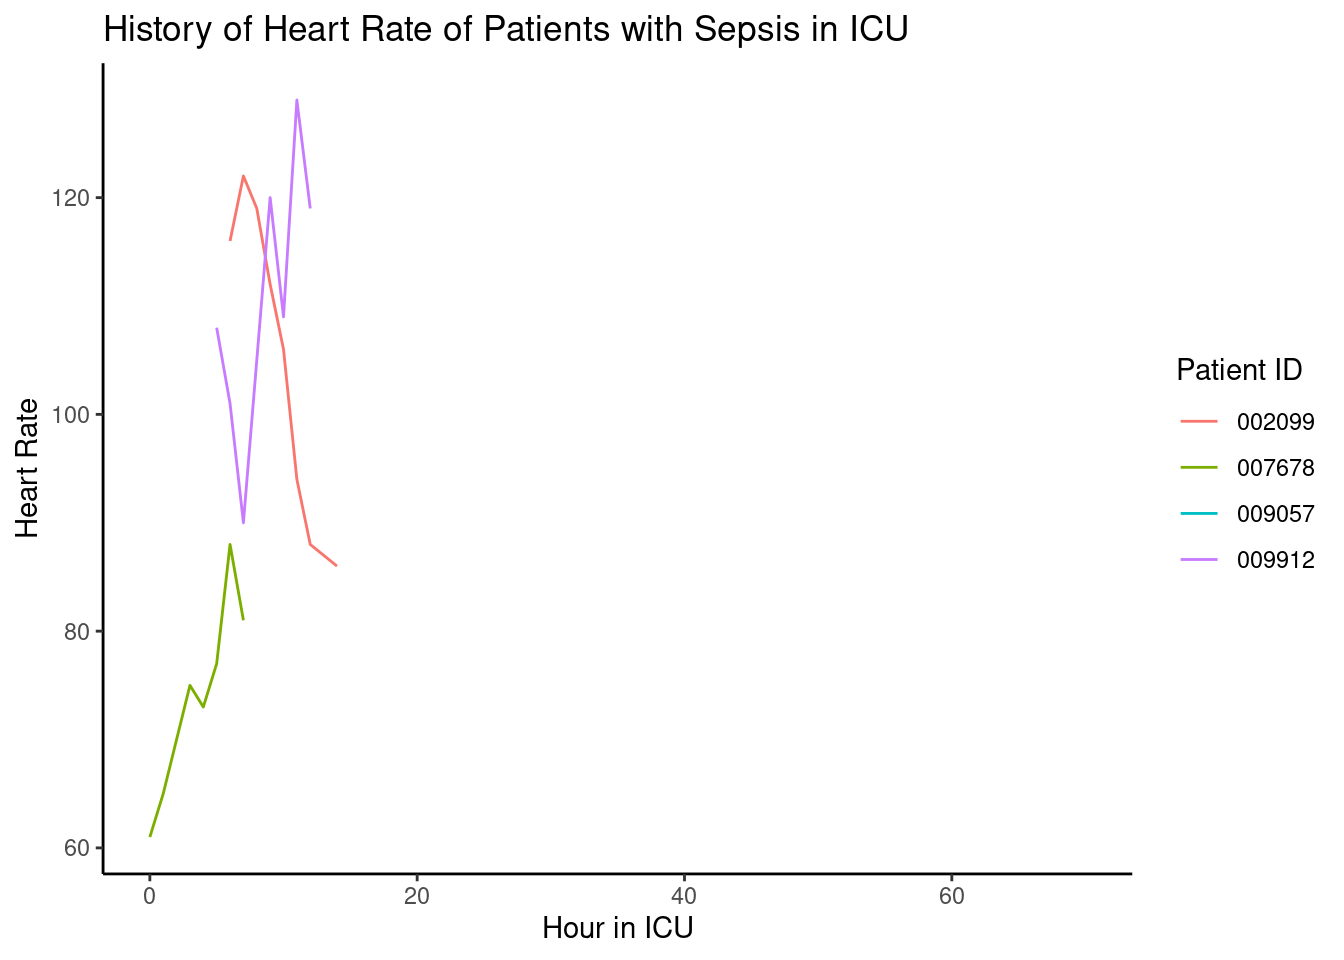 History of Heart Rate of Patients with Sepsis in ICU
120
100
80
60
Heart Rate
0 20 40 60
Hour in ICU
Patient ID
002099
007678
009057
009912